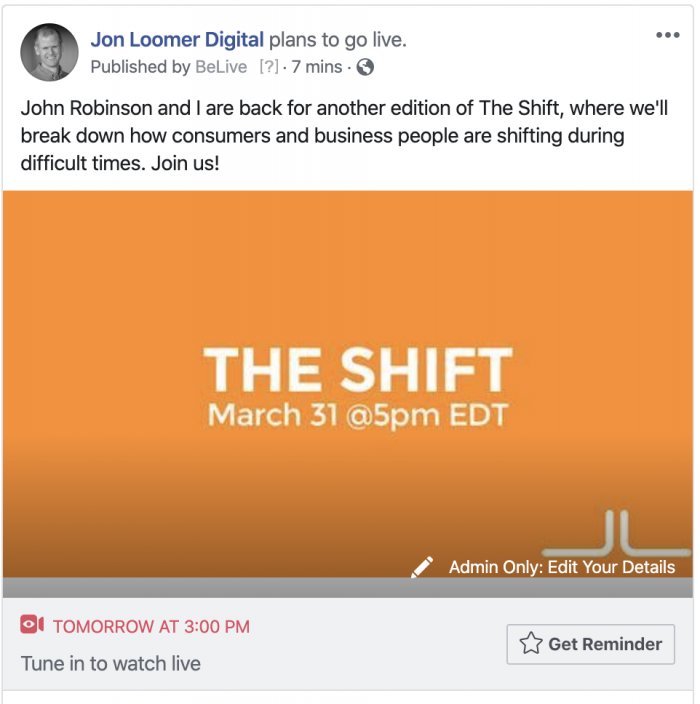 Jon Loomer Digital plans to go live.
Published by BeLive [?] · 7 mins ·
John Robinson and I are back for another edition of The Shift, where we'll
break down how consumers and business people are shifting during
difficult times. Join us!
THE SHIFT
March 31 @5pm EDT
JL
Admin Only: Edit Your Details
TOMORROW AT 3:00 PM
Get Reminder
Tune in to watch live